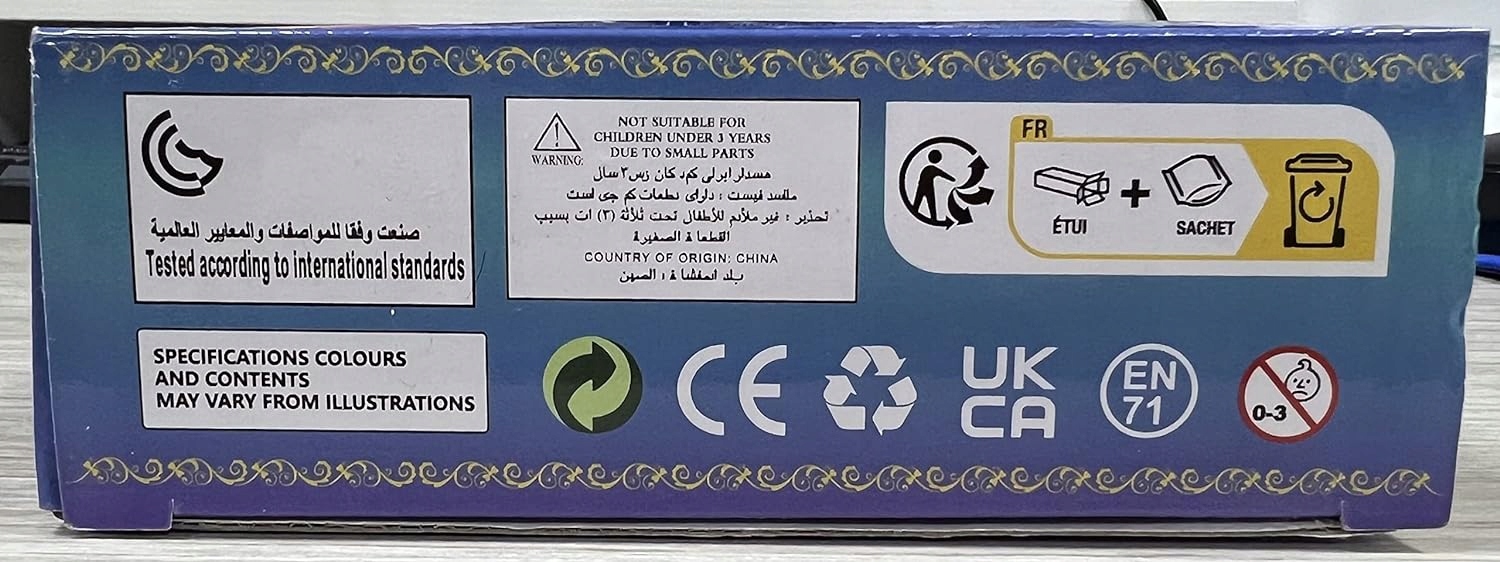 صنعت وفقا للمواصفات والمعايير العالمية
Tested according to international standards
WARNING:
NOT SUITABLE FOR
CHILDREN UNDER 3 YEARS
DUE TO SMALL PARTS
سال
دارای
تحذير : غير ملائم للأطفال تحت ثلاثة (٣) ات بسبب
COUNTRY OF ORIGIN: CHINA
FR
ÉTUI
+
SACHET
SPECIFICATIONS COLOURS
AND CONTENTS
MAY VARY FROM ILLUSTRATIONS
CE
UK
CA
EN
71
0-3